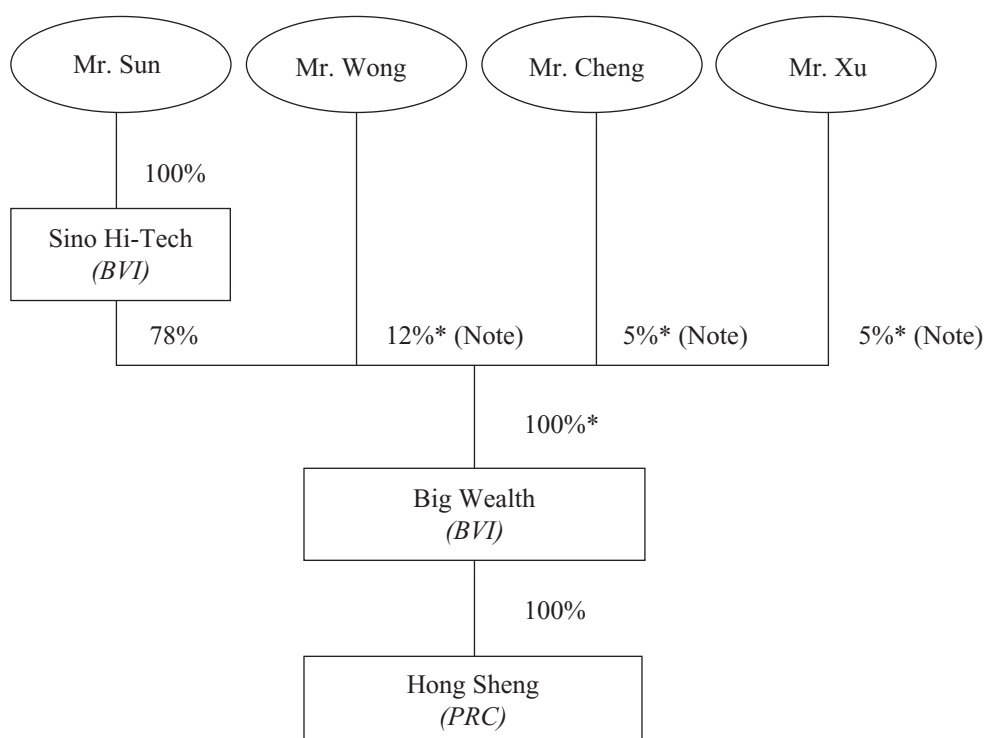 Mr. Sun
Mr. Wong
Mr. Cheng
Mr. Xu
100%
Sino Hi-Tech
(BVI)
78%
12%* (Note)
5%* (Note)
5%* (Note)
100%*
Big Wealth
(BVI)
100%
Hong Sheng
(PRC)